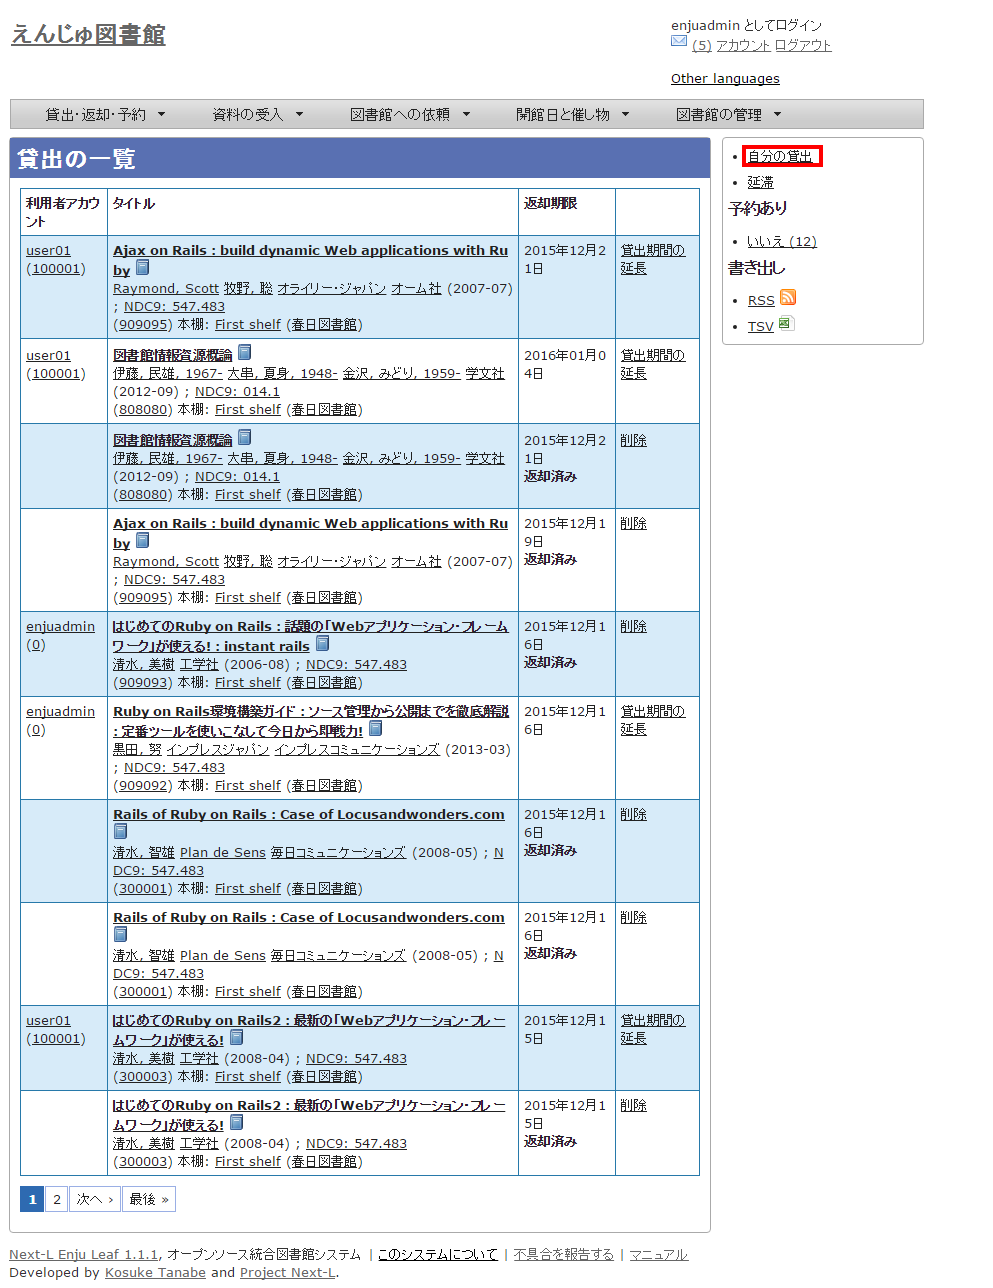 えんじゅ図書館
enjuadmin としてログイン
(5) アカウント ログアウト
Other languages
貸出・返却・予約 ▼ 資料の受入 ▼ 図書館への依頼 ▼ 開館日と催し物 ▼ 図書館の管理 ▼
貸出の一覧
利用者アカウ
ント
タイトル
返却期限
user01
(100001)
Ajax on Rails : build dynamic Web applications with Ru
by
Raymond, Scott 牧野, 聡 オライリー・ジャパン オーム社 (2007-07)
; NDC9: 547.483
(909095) 本棚: First shelf (春日図書館)
2015年12月2
1日
貸出期間の
延長
user01
(100001)
図書館情報資源概論
伊藤, 民雄, 1967- 大串, 夏身, 1948- 金沢, みどり, 1959- 学文社
(2012-09) ; NDC9: 014.1
(808080) 本棚: First shelf (春日図書館)
2016年01月0
4日
貸出期間の
延長
図書館情報資源概論
伊藤, 民雄, 1967- 大串, 夏身, 1948- 金沢, みどり, 1959- 学文社
(2012-09) ; NDC9: 014.1
(808080) 本棚: First shelf (春日図書館)
2015年12月2
1日
返却済み
削除
Ajax on Rails : build dynamic Web applications with Ru
by
Raymond, Scott 牧野, 聡 オライリー・ジャパン オーム社 (2007-07)
; NDC9: 547.483
(909095) 本棚: First shelf (春日図書館)
2015年12月1
9日
返却済み
削除
enjuadmin
(0)
はじめてのRuby on Rails : 話題の「Webアプリケーション・フレーム
ワーク」が使える! : instant rails
清水, 美樹 工学社 (2006-08) ; NDC9: 547.483
(909093) 本棚: First shelf (春日図書館)
2015年12月1
6日
返却済み
削除
enjuadmin
(0)
Ruby on Rails環境構築ガイド : ソース管理から公開までを徹底解説
: 定番ツールを使いこなして今日から即戦力!
黒田, 努 インプレスジャパン インプレスコミュニケーションズ (2013-03)
; NDC9: 547.483
(909092) 本棚: First shelf (春日図書館)
2015年12月1
6日
貸出期間の
延長
Rails of Ruby on Rails : Case of Locusandwonders.com
清水, 智雄 Plan de Sens 毎日コミュニケーションズ (2008-05) ; N
DC9: 547.483
(300001) 本棚: First shelf (春日図書館)
2015年12月1
6日
返却済み
削除
Rails of Ruby on Rails : Case of Locusandwonders.com
清水, 智雄 Plan de Sens 毎日コミュニケーションズ (2008-05) ; N
DC9: 547.483
(300001) 本棚: First shelf (春日図書館)
2015年12月1
6日
返却済み
削除
user01
(100001)
はじめてのRuby on Rails2 : 最新の「Webアプリケーション・フレー
ムワーク」が使える!
清水, 美樹 工学社 (2008-04) ; NDC9: 547.483
(300003) 本棚: First shelf (春日図書館)
2015年12月1
5日
貸出期間の
延長
はじめてのRuby on Rails2 : 最新の「Webアプリケーション・フレー
ムワーク」が使える!
清水, 美樹 工学社 (2008-04) ; NDC9: 547.483
(300003) 本棚: First shelf (春日図書館)
2015年12月1
5日
返却済み
削除
1 2 次へ › 最後 »
• 自分の貸出
• 延滞
予約あり
• いいえ (12)
書き出し
• RSS
• TSV
Next-L Enju Leaf 1.1.1, オープンソース統合図書館システム | このシステムについて | 不具合を報告する | マニュアル
Developed by Kosuke Tanabe and Project Next-L.